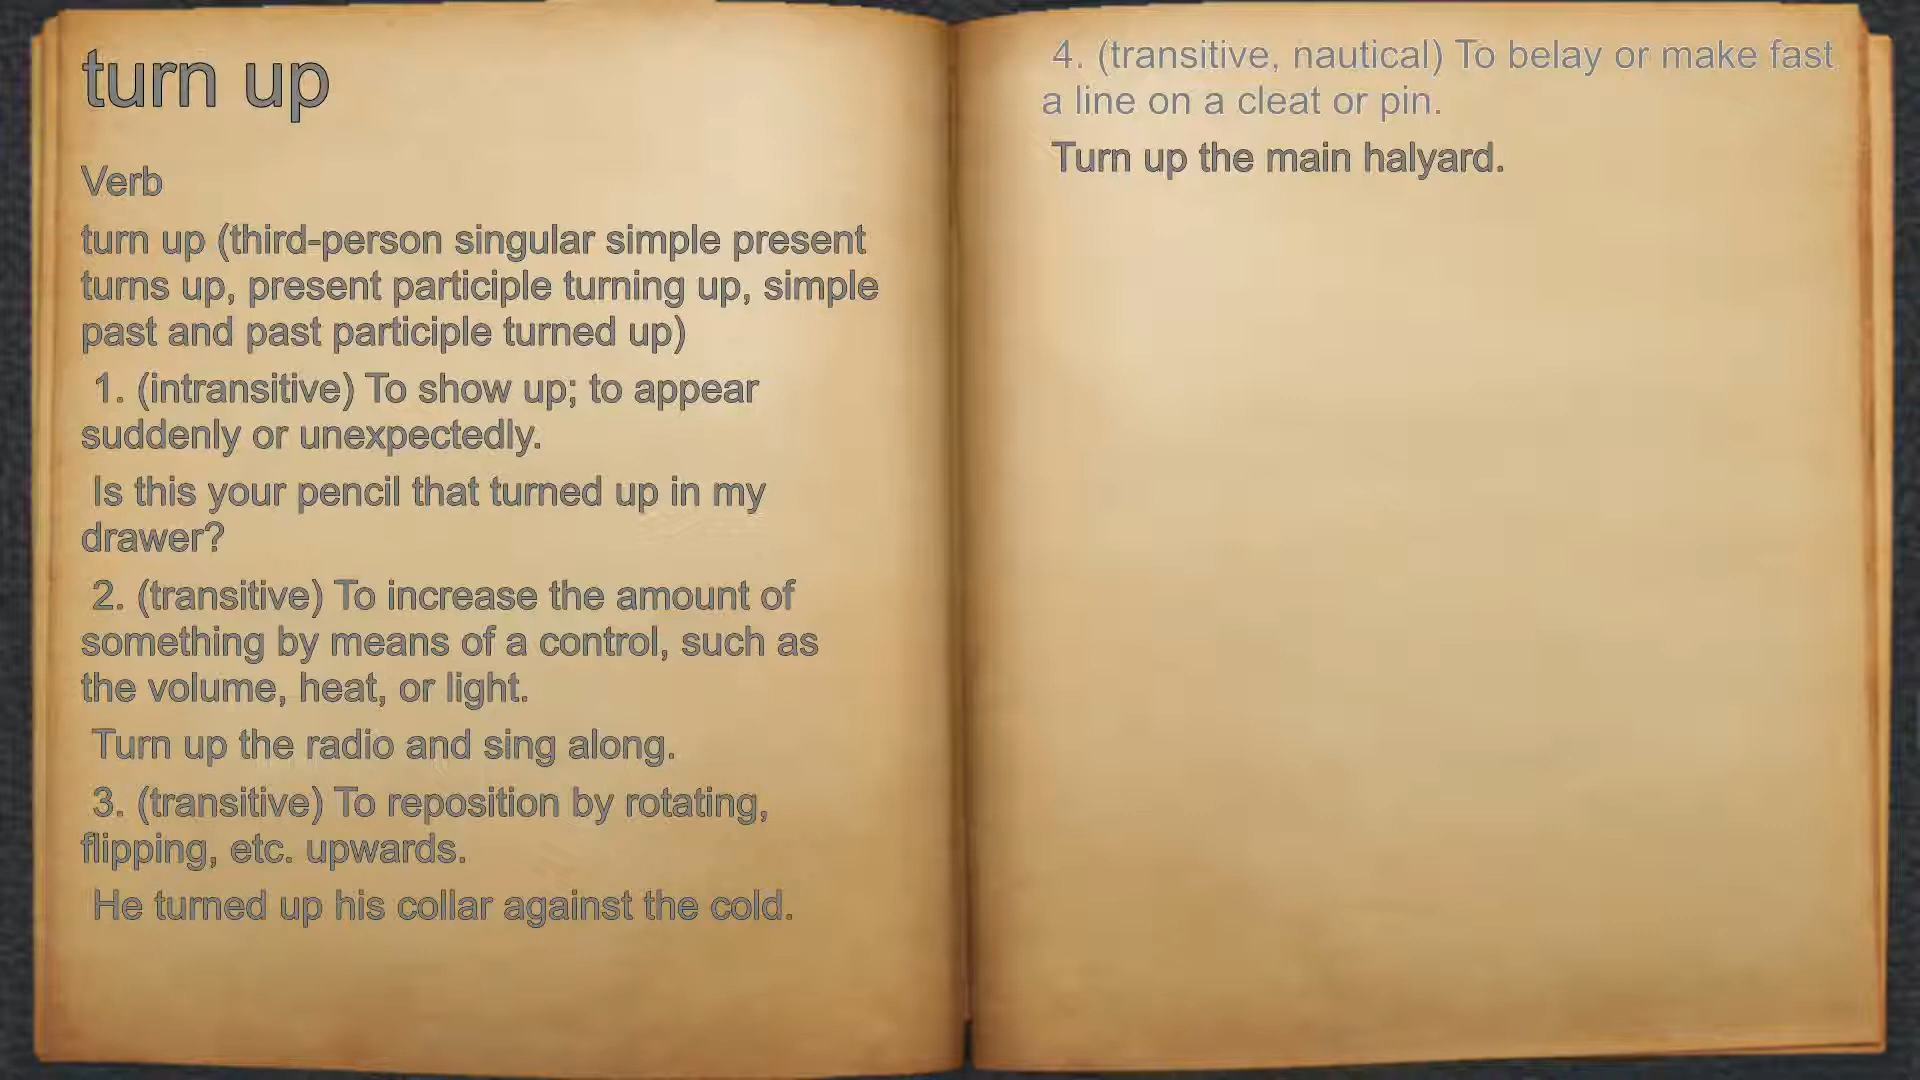 turn up
Verb
turn up (third-person singular simple present
turns up, present participle turning up, simple
past and past participle turned up)
1. (intransitive) To show up; to appear
suddenly or unexpectedly.
Is this your pencil that turned up in my
drawer?
2. (transitive) To increase the amount of
something by means of a control, such as
the volume, heat, or light.
Turn up the radio and sing along.
3. (transitive) To reposition by rotating,
flipping, etc. upwards.
He turned up his collar against the cold.
4. (transitive, nautical) To belay or make fast
a line on a cleat or pin.
Turn up the main halyard.